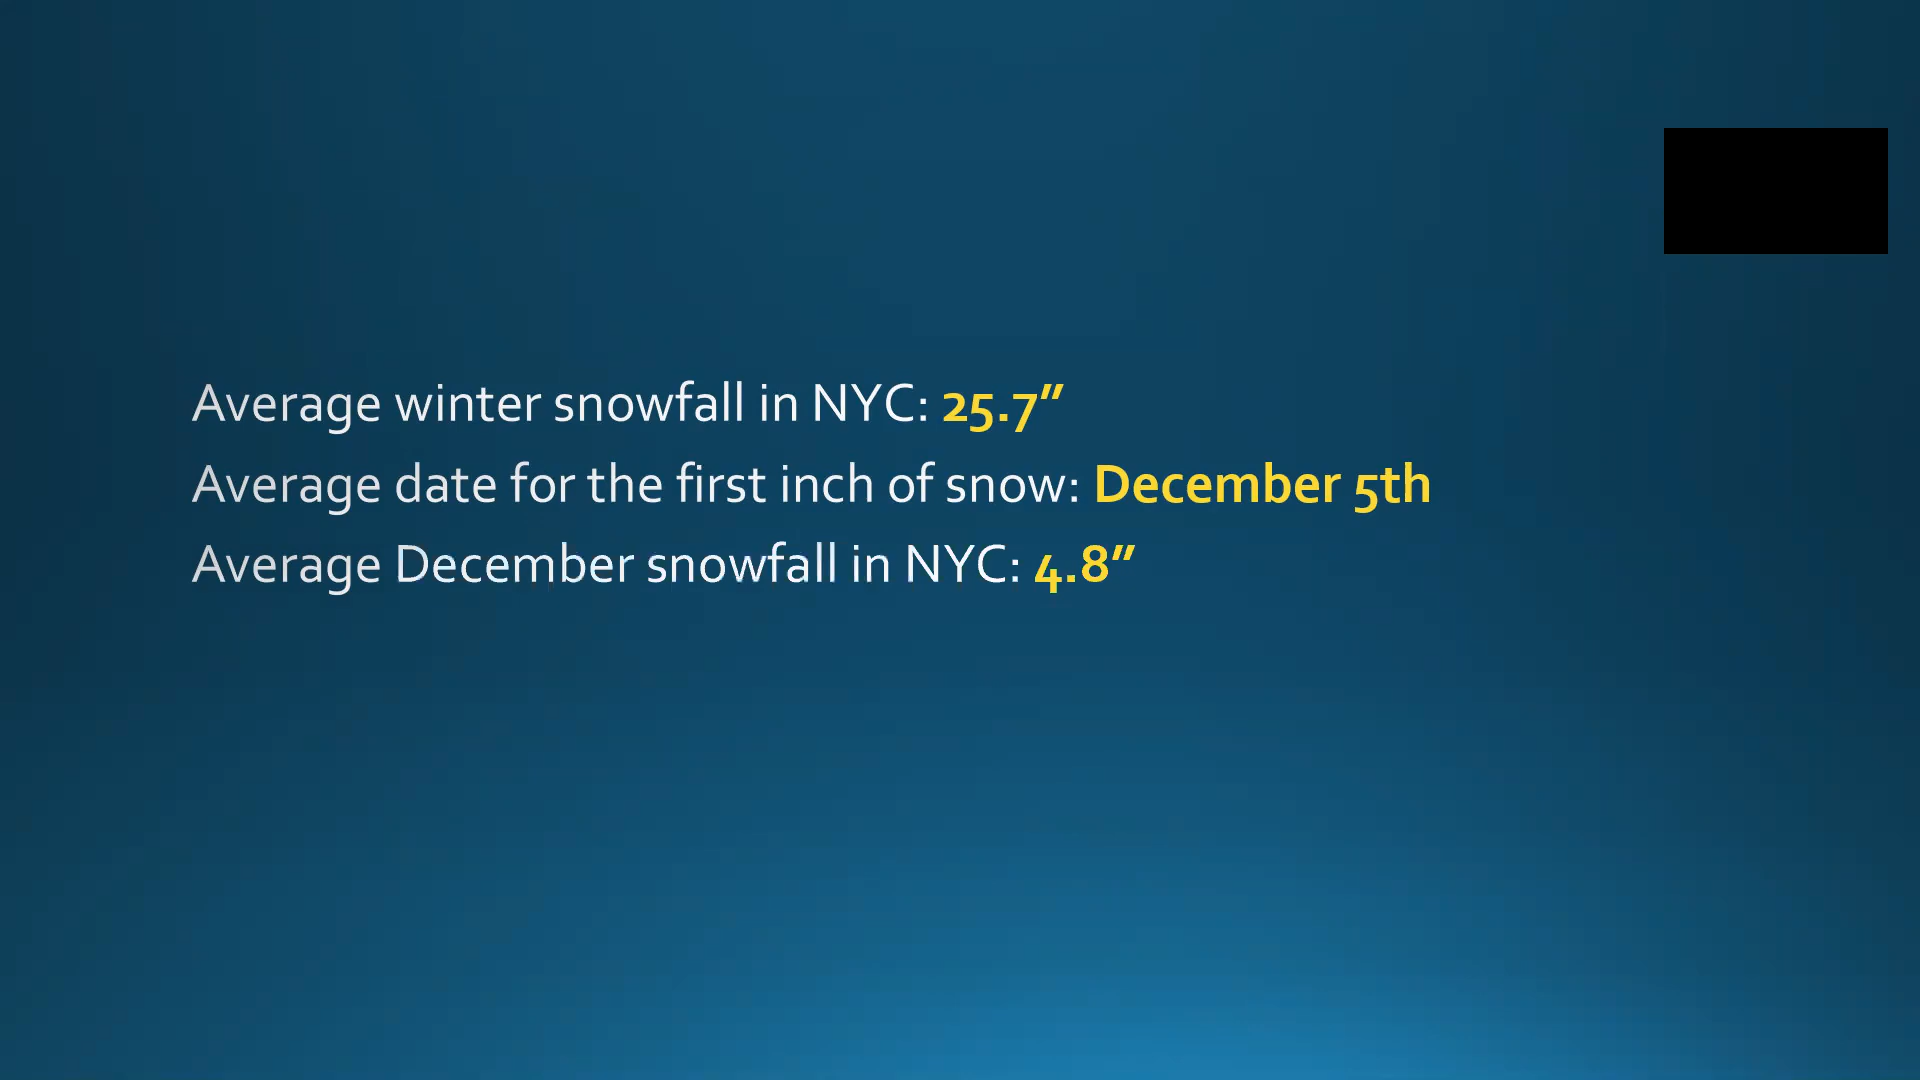 Average winter snowfall in NYC: 25.7”
Average date for the first inch of snow: December 5th
Average December snowfall in NYC: 4.8”